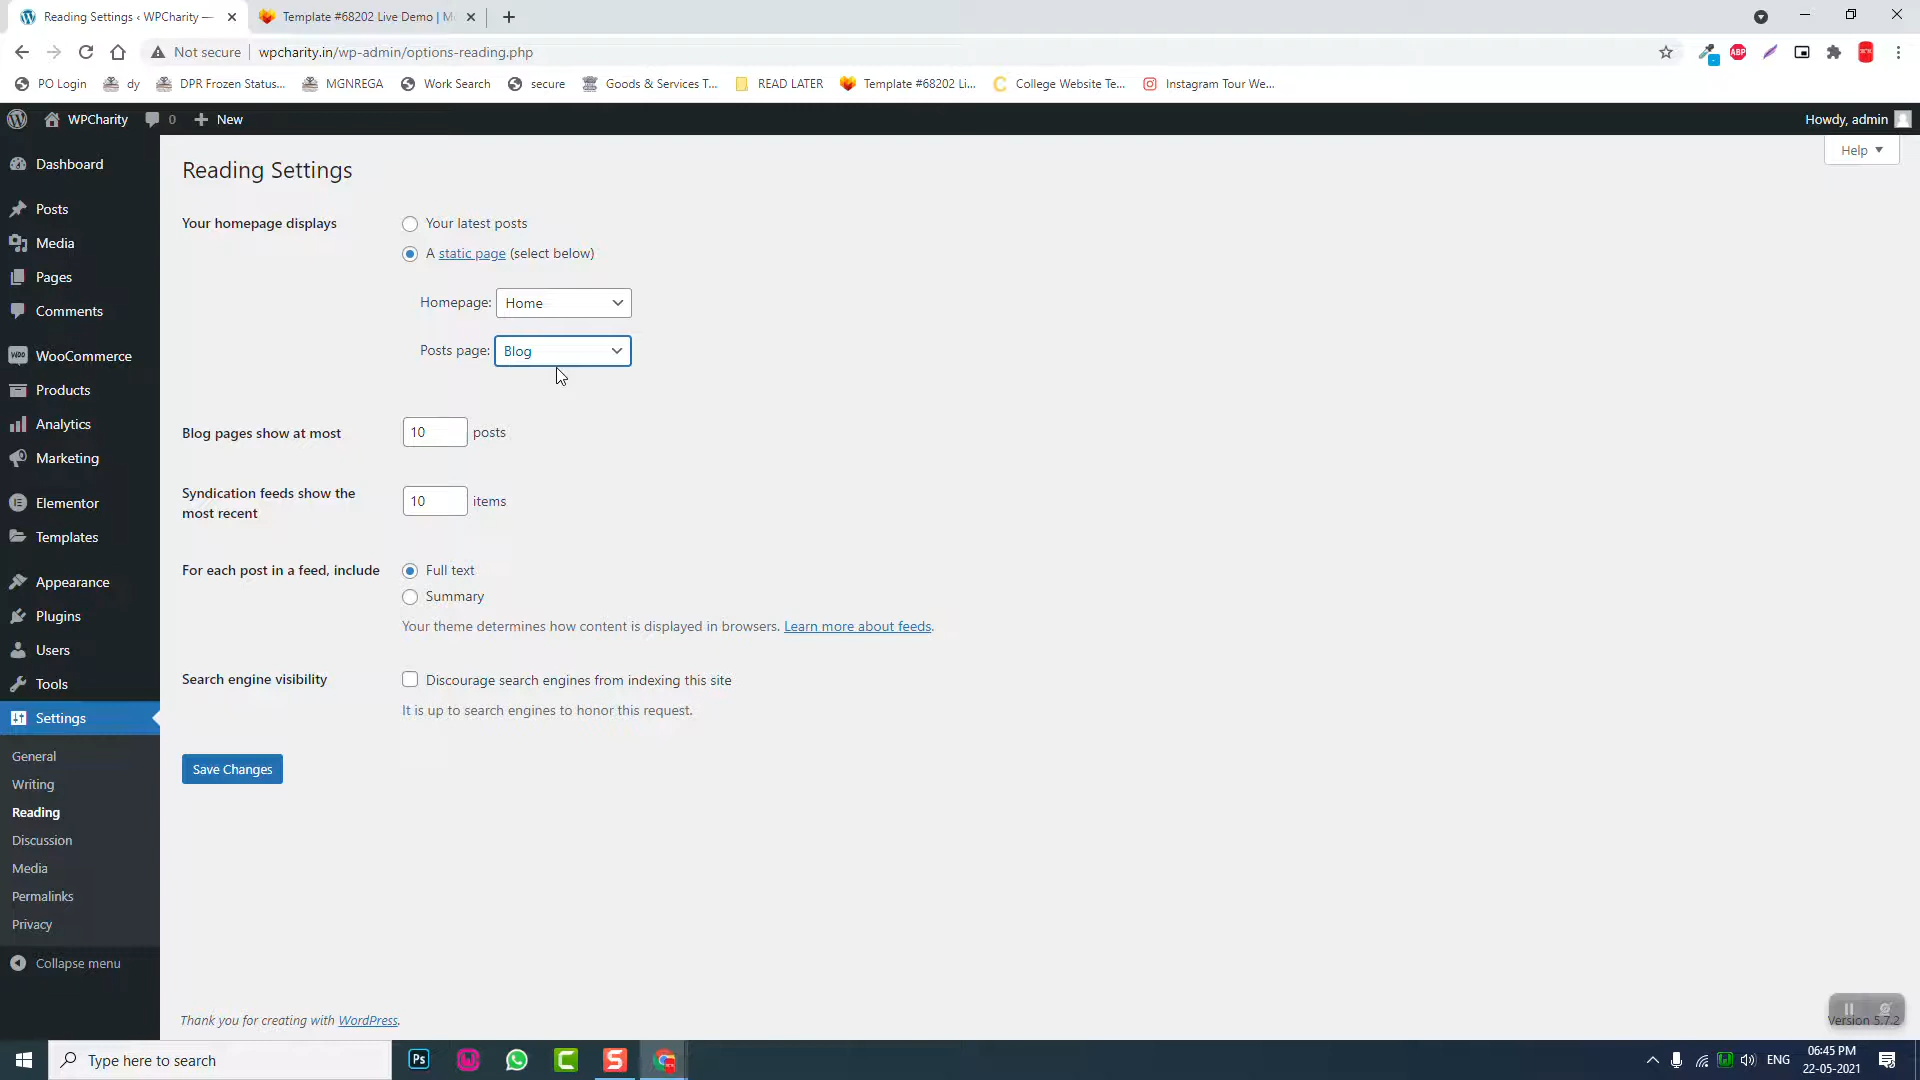 Reading Settings ‹ WPCharity —
Template #68202 Live Demo | Mo
Not secure
wpcharity.in/wp-admin/options-reading.php
ABP
PO Login
dy
DPR Frozen Status...
MGNREGA
Work Search
secure
Goods & Services T...
READ LATER
Template #68202 Li...
College Website Te...
Instagram Tour We...
WPCharity
0
New
Howdy, admin
Help
Dashboard
Posts
Media
Pages
Comments
WooCommerce
Products
Analytics
Marketing
Elementor
Templates
Appearance
Plugins
Users
Tools
Settings
General
Writing
Reading
Discussion
Media
Permalinks
Privacy
Collapse menu
Reading Settings
Your homepage displays
Your latest posts
A static page (select below)
Homepage: Home
Posts page: Blog
Blog pages show at most
10 posts
Syndication feeds show the
most recent
10 items
For each post in a feed, include
Full text
Summary
Your theme determines how content is displayed in browsers. Learn more about feeds.
Search engine visibility
Discourage search engines from indexing this site
It is up to search engines to honor this request.
Save Changes
Thank you for creating with WordPress.
Version 5.7.2
Type here to search
Ps
ENG
06:45 PM
22-05-2021